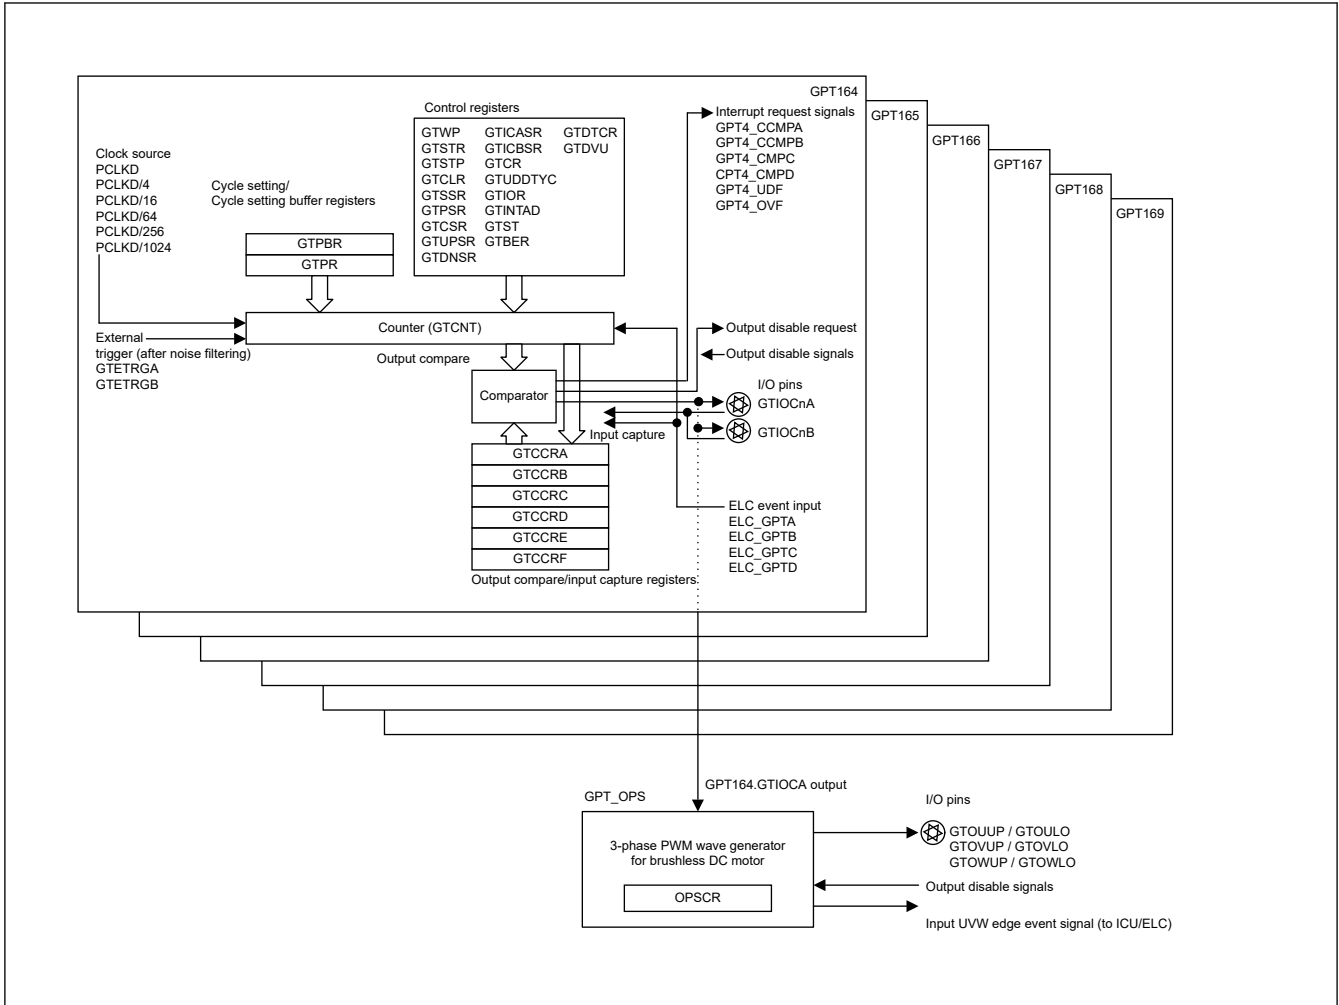 GPT164
GPT165
GPT166
GPT167
GPT168
GPT169
Clock source
PCLKD
PCLKD/4
PCLKD/16
PCLKD/64
PCLKD/256
PCLKD/1024
Cycle setting/
Cycle setting buffer registers
GTPBR
GTPR
Control registers
GTWP GTICASR GTDTCR
GTSTR GTICBSR GTDVU
GTSTP GTCR
GTCLR GTUDDTYC
GTSSR GTIOR
GTPSR GTINTAD
GTCSR GTST
GTUPSR GTBER
GTDNSR
Interrupt request signals
GPT4_CCMPA
GPT4_CCMPB
GPT4_CMPC
CPT4_CMPD
GPT4_UDF
GPT4_OVF
Counter (GTCNT)
External
trigger (after noise filtering)
GTETRGA
GTETRGB
Output compare
Comparator
Output disable request
Output disable signals
I/O pins
GTIOCnA
GTIOCnB
Input capture
GTCCRA
GTCCRB
GTCCRC
GTCCRD
GTCCRE
GTCCRF
Output compare/input capture registers
ELC event input
ELC_GPTA
ELC_GPTB
ELC_GPTC
ELC_GPTD
GPT164.GTIOCA output
GPT_OPS
3-phase PWM wave generator
for brushless DC motor
OPSCR
I/O pins
GTOUUP / GTOULO
GTOVUP / GTOVLO
GTOWUP / GTOWLO
Output disable signals
Input UVW edge event signal (to ICU/ELC)